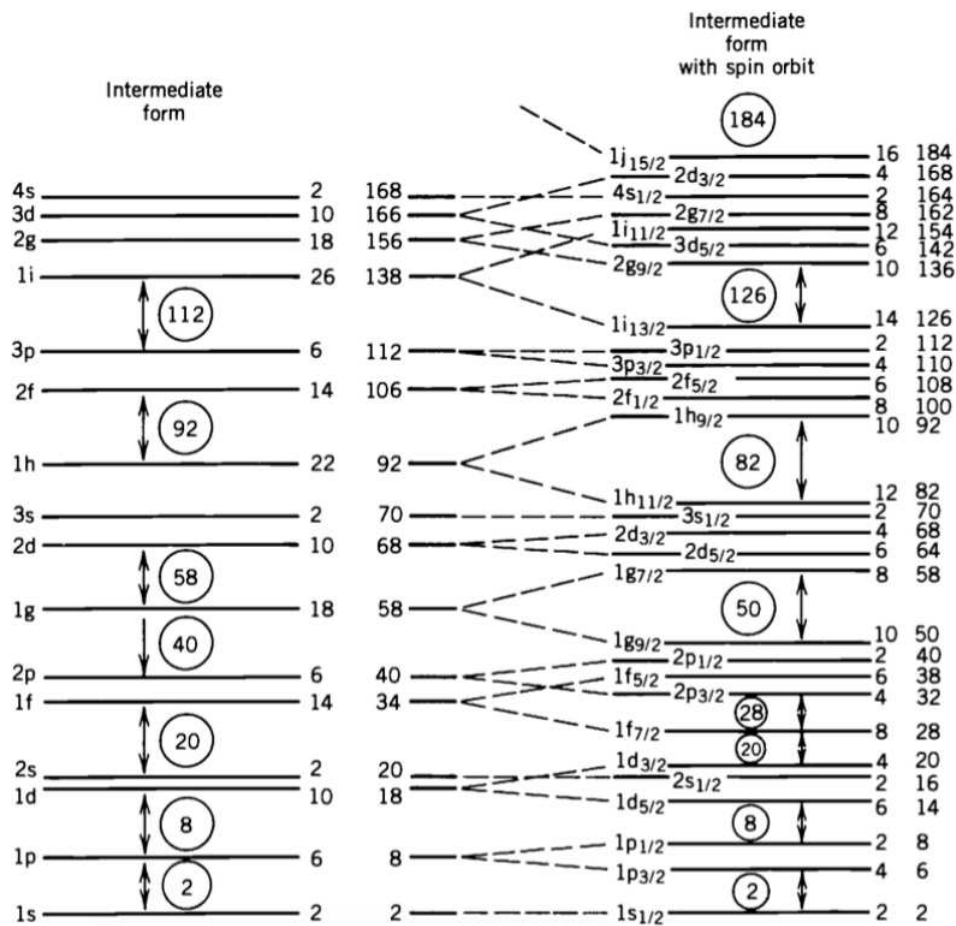 Intermediate
form
Intermediate
form
with spin orbit
184
4s 2 168
3d 10 166
2g 18 156
1i 26 138
112
3p 6 112
2f 14 106
92
1h 22 92
3s 2 70
2d 10 68
58
1g 18 58
40
2p 6 40
1f 14 34
20
2s 2 20
1d 10 18
8
1p 6 8
2
1s 2 2
1j15/2 16 184
2d3/2 4 168
4s1/2 2 164
2g7/2 8 162
1i11/2 12 154
3d5/2 6 142
2g9/2 10 136
126
1i13/2 14 126
3p1/2 2 112
3p3/2 4 110
2f5/2 6 108
2f1/2 8 100
1h9/2 10 92
82
1h11/2 12 82
3s1/2 2 70
2d3/2 4 68
2d5/2 6 64
1g7/2 8 58
50
1g9/2 10 50
2p1/2 2 40
1f5/2 6 38
2p3/2 4 32
28
1f7/2 8 28
20
1d3/2 4 20
2s1/2 2 16
1d5/2 6 14
8
1p1/2 2 8
1p3/2 4 6
2
1s1/2 2 2